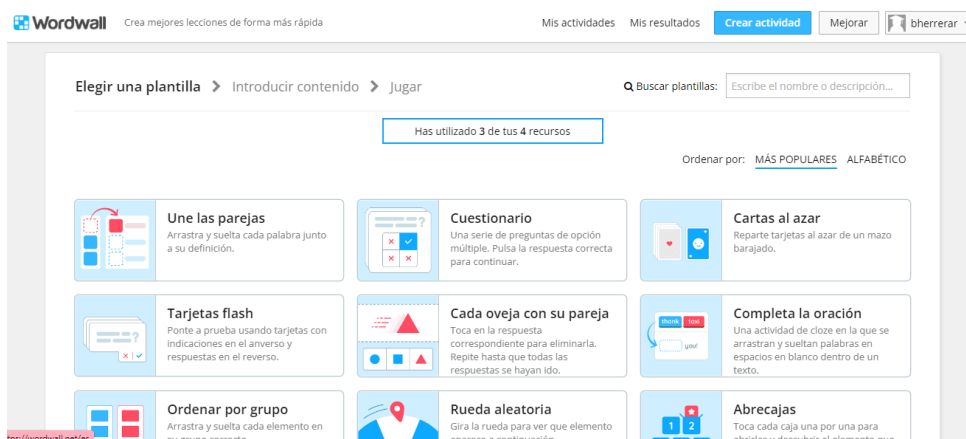 Wordwall Crea mejores lecciones de forma más rápida Mis actividades Mis resultados Crear actividad Mejorar bherrerar
Elegir una plantilla > Introducir contenido > Jugar Buscar plantillas: Escribe el nombre o descripción...
Has utilizado 3 de tus 4 recursos
Ordenar por: MÁS POPULARES ALFABÉTICO
Une las parejas
Arrastra y suelta cada palabra junto
a su definición.
Cuestionario
Una serie de preguntas de opción
múltiple. Pulsa la respuesta correcta
para continuar.
Cartas al azar
Reparte tarjetas al azar de un mazo
barajado.
Tarjetas flash
Ponte a prueba usando tarjetas con
indicaciones en el anverso y
respuestas en el reverso.
Cada oveja con su pareja
Toca en la respuesta
correspondiente para eliminarla.
Repite hasta que todas las
respuestas se hayan ido.
thank taxi
you!
Completa la oración
Una actividad de cloze en la que se
arrastran y sueltan palabras en
espacios en blanco dentro de un
texto.
Ordenar por grupo
Arrastra y suelta cada elemento en
Rueda aleatoria
Gira la rueda para ver que elemento
1 2
Abrecajas
Toca cada caja una por una para